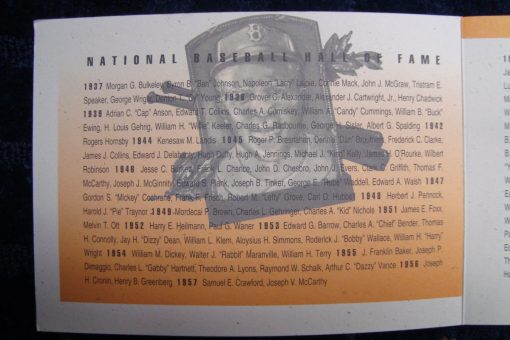 B
NATIONAL BASEBALL HALL OF FAME
1937 Morgan G. Bulkeley, Byron B. "Ban" Johnson, Napoleon "Larry" Lajoie, Connie Mack, John J. McGraw, Tristram E.
Speaker, George Wright, Denton T. "Cy" Young, 1938 Grover C. Alexander, Alexander J. Cartwright, Jr., Henry Chadwick
1939 Adrian C. "Cap" Anson, Edward T. Collins, Charles A. Comiskey, William A. "Candy" Cummings, William B. "Buck"
Ewing, H. Louis Gehrig, William H. "Willie" Keeler, Charles G. Radbourne, George H. Sisler, Albert G. Spalding 1942
Rogers Hornsby 1944 Kenesaw M. Landis 1945 Roger P. Bresnahan, Dennis "Dan" Brouthers, Frederick C. Clarke,
James J. Collins, Edward J. Delahanty, Hugh Duffy, Hugh A. Jennings, Michael J. "King" Kelly, James H. O'Rourke, Wilbert
Robinson 1946 Jesse C. Burkett, Frank L. Chance, John D. Chesbro, John J. Evers, Clark C. Griffith, Thomas F.
McCarthy, Joseph J. McGinnity, Edward S. Plank, Joseph B. Tinker, George E. "Rube" Waddell, Edward A. Walsh 1947
Gordon S. "Mickey" Cochrane, Frank F. Frisch, Robert M. "Lefty" Grove, Carl O. Hubbell 1948 Herbert J. Pennock,
Harold J. "Pie" Traynor 1949 Mordecai P. Brown, Charles L. Gehringer, Charles A. "Kid" Nichols 1951 James E. Foxx,
Melvin T. Ott 1952 Harry E. Heilmann, Paul G. Waner 1953 Edward G. Barrow, Charles A. "Chief" Bender, Thomas
H. Connolly, Jay H. "Dizzy" Dean, William L. Klem, Aloysius H. Simmons, Roderick J. "Bobby" Wallace, William H. "Harry"
Wright 1954 William M. Dickey, Walter J. "Rabbit" Maranville, William H. Terry 1955 J. Franklin Baker, Joseph P.
Dimaggio, Charles L. "Gabby" Hartnett, Theodore A. Lyons, Raymond W. Schalk, Arthur C. "Dazzy" Vance 1956 Joseph
H. Cronin, Henry B. Greenberg 1957 Samuel E. Crawford, Joseph V. McCarthy